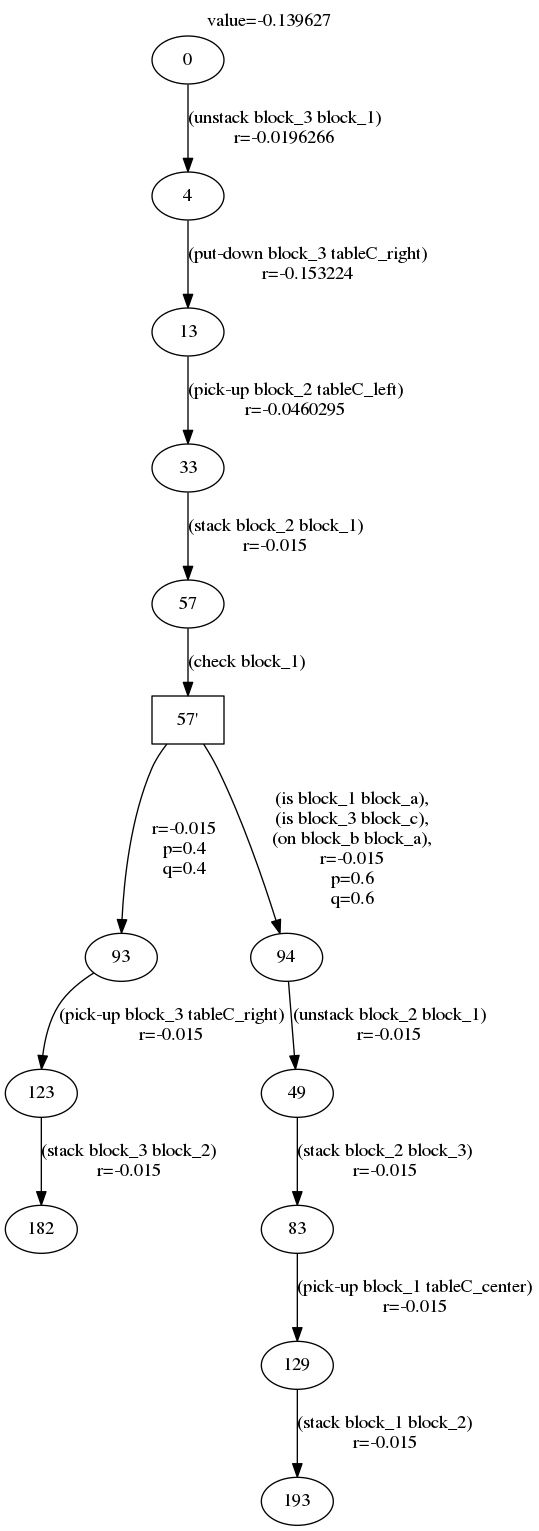 value=-0.139627
0
(unstack block_3 block_1)
r=-0.0196266
4
(put-down block_3 tableC_right)
r=-0.153224
13
(pick-up block_2 tableC_left)
r=-0.0460295
33
(stack block_2 block_1)
r=-0.015
57
(check block_1)
57'
(is block_1 block_a),
(is block_3 block_c),
(on block_b block_a),
r=-0.015
p=0.6
q=0.6
r=-0.015
p=0.4
q=0.4
93
94
(pick-up block_3 tableC_right)
r=-0.015
(unstack block_2 block_1)
r=-0.015
123
49
(stack block_3 block_2)
r=-0.015
(stack block_2 block_3)
r=-0.015
182
83
(pick-up block_1 tableC_center)
r=-0.015
129
(stack block_1 block_2)
r=-0.015
193